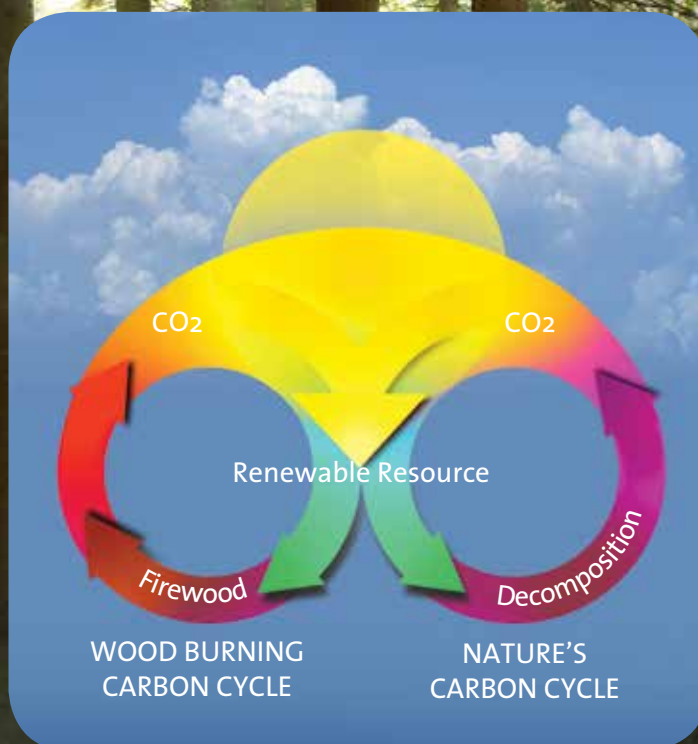 CO2
CO2
Renewable Resource
Firewood
Decomposition
WOOD BURNING
CARBON CYCLE
NATURE'S
CARBON CYCLE